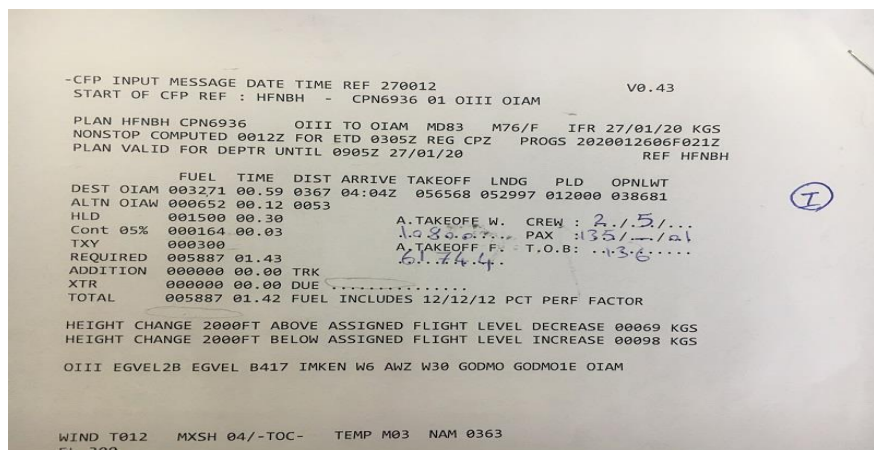 -CFP INPUT MESSAGE DATE TIME REF 270012 V0.43
START OF CFP REF : HFNBH - CPN6936 01 OIII OIAM
PLAN HFNBH CPN6936 OIII TO OIAM MD83 M76/F IFR 27/01/20 KGS
NONSTOP COMPUTED 0012Z FOR ETD 0305Z REG CPZ PROGS 2020012606F021Z
PLAN VALID FOR DEPTR UNTIL 0905Z 27/01/20 REF HFNBH
FUEL TIME DIST ARRIVE TAKEOFF LNDG PLD OPNLWT
DEST OIAM 003271 00.59 0367 04:04Z 056568 052997 012000 038681
ALTN OIAW 000652 00.12 0053
HLD 001500 00.30 A.TAKEOFF W. CREW : 2./.5./...
Cont 05% 000164 00.03 10800 PAX :135/—/01
TXY 000300 A.TAKEOFF F. T.O.B: 136
REQUIRED 005887 01.43 61744
ADDITION 000000 00.00 TRK
XTR 000000 00.00 DUE ...............
TOTAL 005887 01.42 FUEL INCLUDES 12/12/12 PCT PERF FACTOR
HEIGHT CHANGE 2000FT ABOVE ASSIGNED FLIGHT LEVEL DECREASE 00069 KGS
HEIGHT CHANGE 2000FT BELOW ASSIGNED FLIGHT LEVEL INCREASE 00098 KGS
OIII EGVEL2B EGVEL B417 IMKEN W6 AWZ W30 GODMO GODMO1E OIAM
I
WIND T012 MXSH 04/-TOC- TEMP M03 NAM 0363